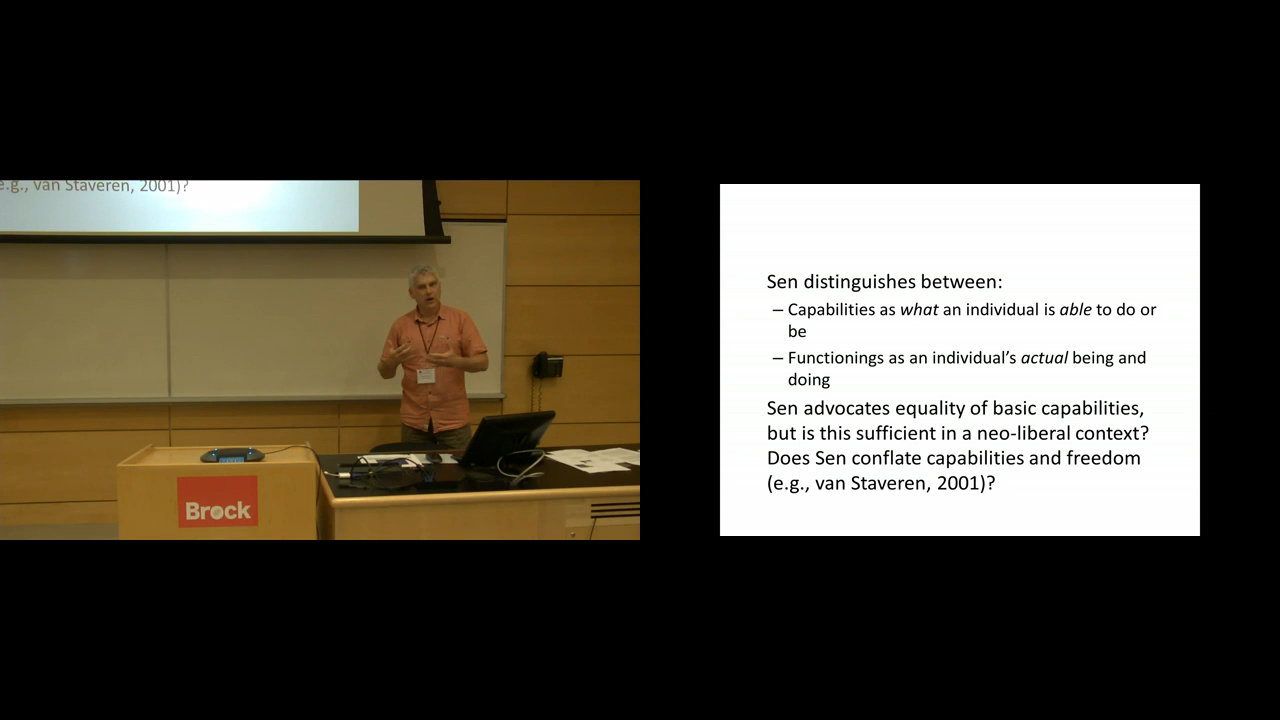 e.g., van Staveren, 2001)?
Brock
Sen distinguishes between:
– Capabilities as what an individual is able to do or
be
– Functionings as an individual's actual being and
doing
Sen advocates equality of basic capabilities,
but is this sufficient in a neo-liberal context?
Does Sen conflate capabilities and freedom
(e.g., van Staveren, 2001)?